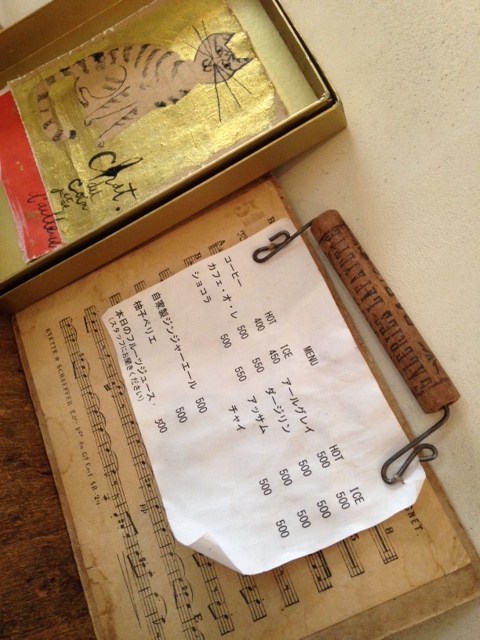 Chat.
MENU
HOT ICE
コーヒー 400 450
カフェ・オ・レ 500 550
ショコラ 500 550
HOT ICE
アールグレイ 500 500
ダージリン 500 500
アッサム 500 500
チャイ 500 500
自家製ジンジャーエール 500
柚子ペリエ 500
本日のフルーツジュース 500
(スタッフにお聞きください)